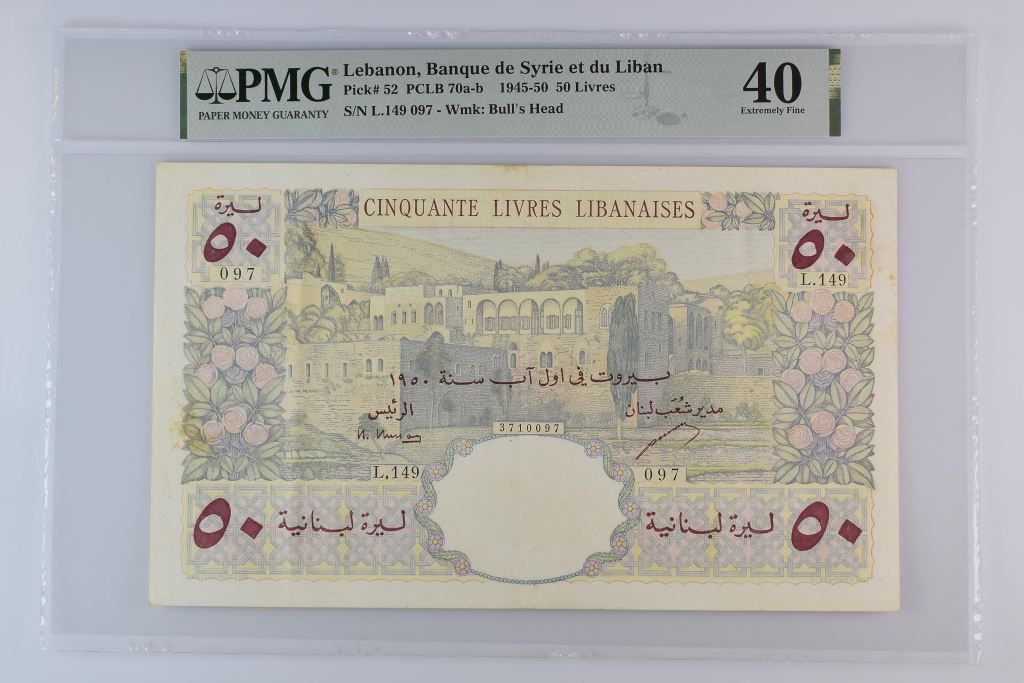 PMG®
PAPER MONEY GUARANTY
Lebanon, Banque de Syrie et du Liban
Pick# 52 PCLB 70a-b 1945-50 50 Livres
S/N L.149 097 - Wmk: Bull's Head
40
Extremely Fine
ليرة
٥٠
097
CINQUANTE LIVRES LIBANAISES
ليرة
٥٠
L.149
بيروت في اول آب سنة ١٩٥٠
الرئيس
مدير شعب لبنان
3710097
L.149
097
٥٠ ليرة لبنانية
ليرة لبنانية ٥٠